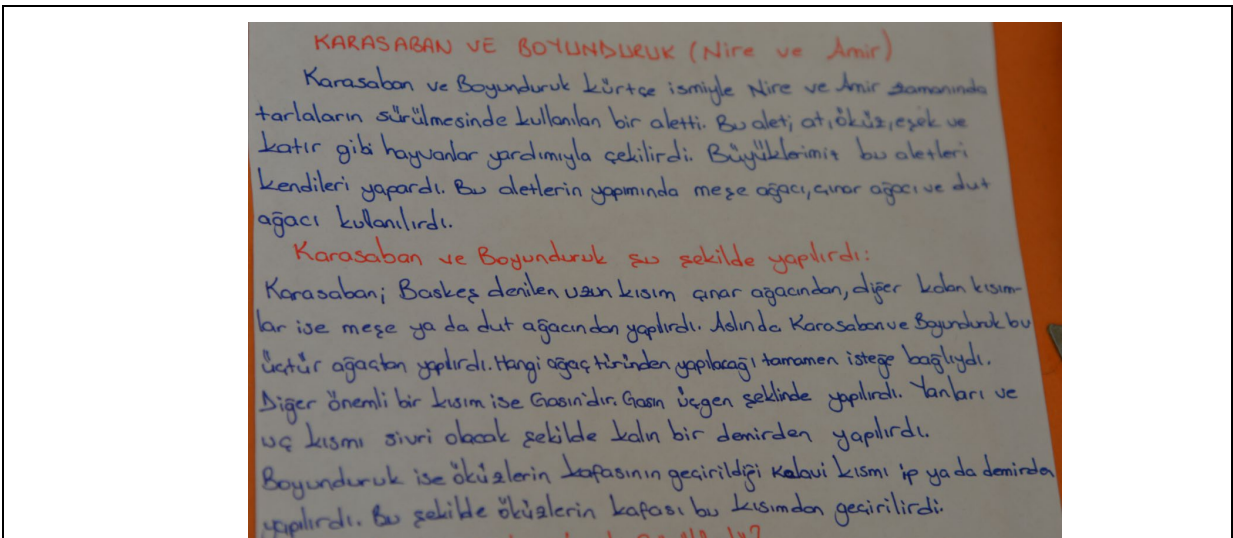 KARASABAN VE BOYUNDURUK (Nire ve Amir)
Karasaban ve Boyunduruk kürtçe ismiyle Nire ve Amir zamanında
tarlaların sürülmesinde kullanılan bir aletti. Bu alet; at, öküz, eşek ve
katır gibi hayvanlar yardımıyla çekilirdi. Büyüklerimiz bu aletleri
kendileri yapardı. Bu aletlerin yapımında meşe ağacı, çınar ağacı ve dut
ağacı kullanılırdı.
Karasaban ve Boyunduruk şu şekilde yapılırdı:
Karasaban; Baskeş denilen uzun kısım çınar ağacından, diğer kalan kısım-
lar ise meşe ya da dut ağacından yapılırdı. Aslında Karasaban ve Boyunduruk bu
üçtür ağaçtan yapılırdı. Hangi ağaç türünden yapılacağı tamamen isteğe bağlıydı.
Diğer önemli bir kısım ise Gasın'dır. Gasın üçgen şeklinde yapılırdı. Yanları ve
uç kısmı sivri olacak şekilde kalın bir demirden yapılırdı.
Boyunduruk ise öküzlerin kafasının geçirildiği Kelavi kısmı ip ya da demirden
yapılırdı. Bu şekilde öküzlerin kafası bu kısımdan geçirilirdi.